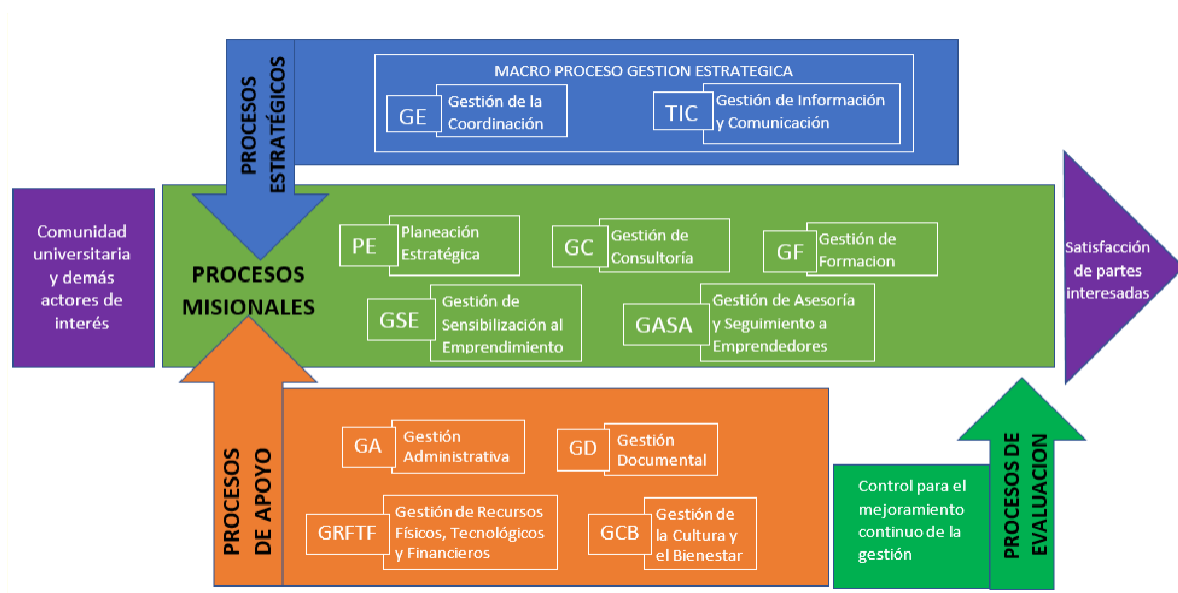 PROCESOS
ESTRATÉGICOS
MACRO PROCESO GESTION ESTRATEGICA
GE
Gestión de la
Coordinación
TIC
Gestión de Información
y Comunicación
Comunidad
universitaria
y demás
actores de
interés
PROCESOS
MISIONALES
PE
Planeación
Estratégica
GC
Gestión de
Consultoría
GF
Gestión de
Formacion
GSE
Gestión de
Sensibilización al
Emprendimiento
GASA
Gestión de Asesoría
y Seguimiento a
Emprendedores
Satisfacción
de partes
interesadas
PROCESOS
DE APOYO
GA
Gestión
Administrativa
GD
Gestión
Documental
GRFTF
Gestión de Recursos
Físicos, Tecnológicos
y Financieros
GCB
Gestión de
la Cultura y
el Bienestar
Control para el
mejoramiento
continuo de la
gestión
PROCESOS DE
EVALUACION